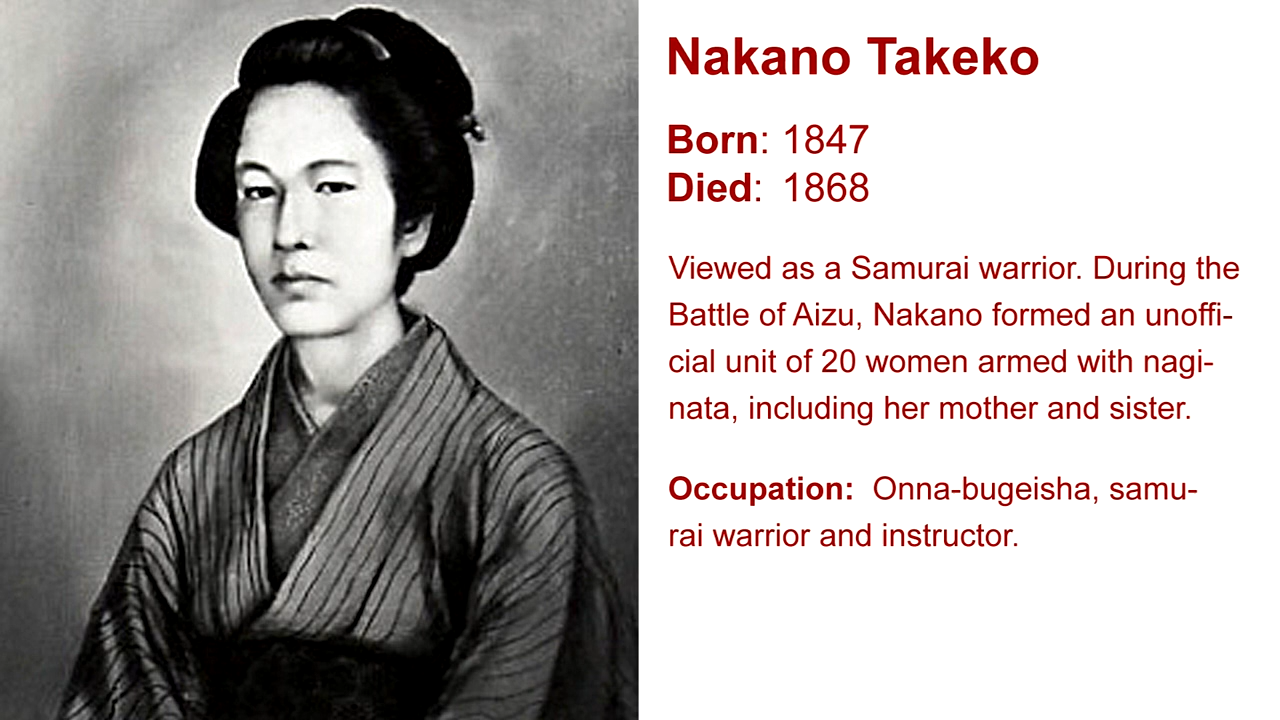 Nakano Takeko
Born: 1847
Died: 1868
Viewed as a Samurai warrior. During the
Battle of Aizu, Nakano formed an unoffi-
cial unit of 20 women armed with nagi-
nata, including her mother and sister.
Occupation: Onna-bugeisha, samu-
rai warrior and instructor.